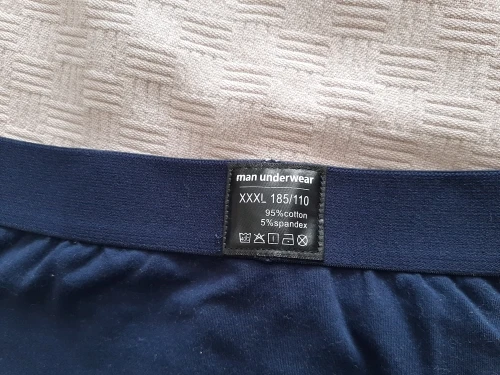 man underwear
XXXL 185/110
95%cotton
5%spandex